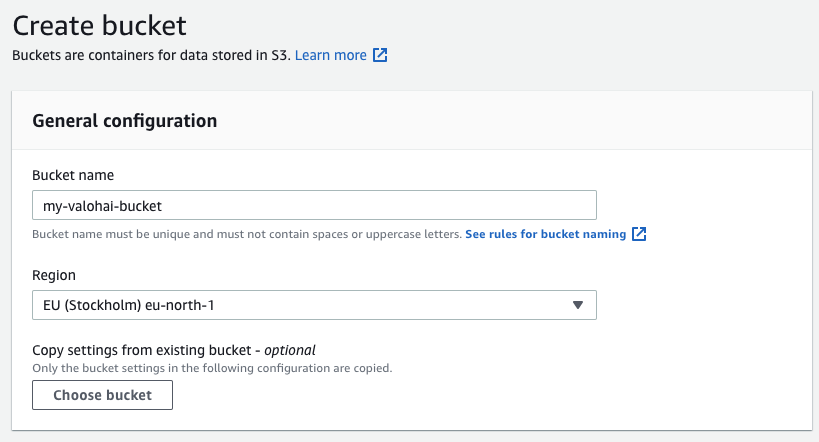 Create bucket
Buckets are containers for data stored in S3. Learn more
General configuration
Bucket name
my-valohai-bucket
Bucket name must be unique and must not contain spaces or uppercase letters. See rules for bucket naming
Region
EU (Stockholm) eu-north-1
Copy settings from existing bucket - optional
Only the bucket settings in the following configuration are copied.
Choose bucket